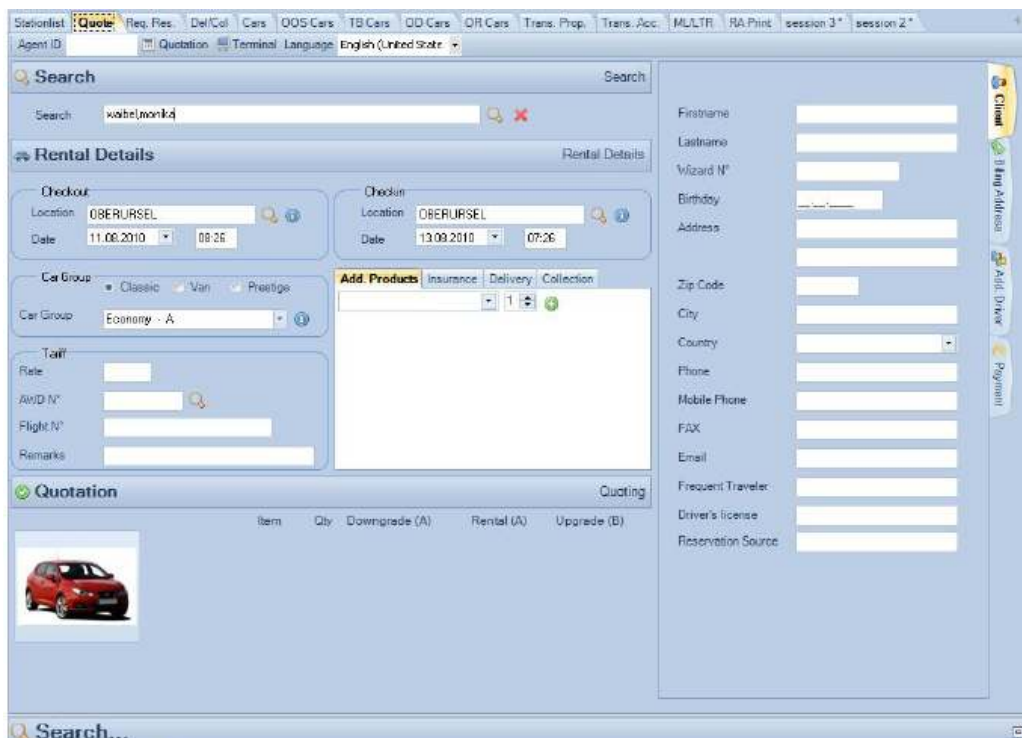 Stationlist Quote Req. Res. Del/Col Cars OOS Cars TB Cars OD Cars OR Cars Trans. Prop. Trans. Acc. ML/LTR RA Print session 3* session 2*
Agent ID Quotation Terminal Language English (United State
Search Search
Search waibel,monika
Rental Details Rental Details
Checkout
Location OBERURSEL
Date 11.08.2010 08:26
Checkin
Location OBERURSEL
Date 13.08.2010 07:26
Car Group
Classic Van Prestige
Car Group Economy - A
Add. Products Insurance Delivery Collection
1
Tariff
Rate
AWD N°
Flight N°
Remarks
Quotation Quoting
Item Qty Downgrade (A) Rental (A) Upgrade (B)
Firstname
Lastname
Wizard N°
Birthday __.__.____
Address
Zip Code
City
Country
Phone
Mobile Phone
FAX
Email
Frequent Traveler
Driver's license
Reservation Source
Client
Billing Address
Add. Driver
Payment
Search...